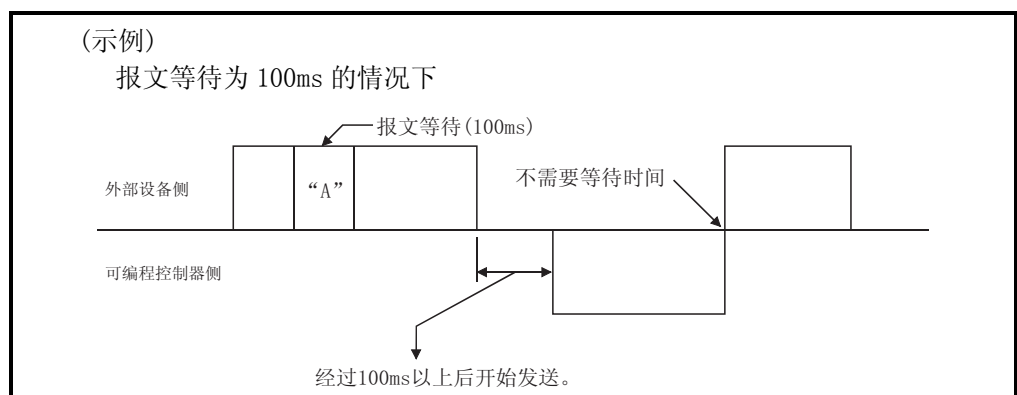 (示例)
报文等待为 100ms 的情况下
报文等待(100ms)
外部设备侧
“A”
不需要等待时间
可编程控制器侧
经过100ms以上后开始发送。